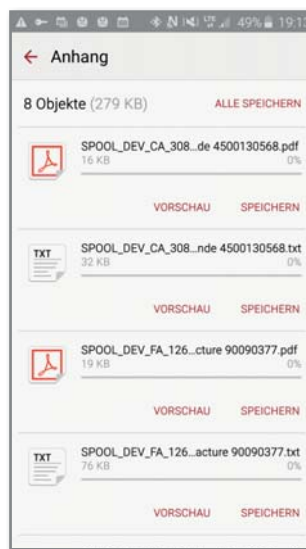 49% 19:13
Anhang
8 Objekte (279 KB) ALLE SPEICHERN
SPOOL_DEV_CA_308...de 4500130568.pdf
16 KB 0%
VORSCHAU SPEICHERN
TXT
SPOOL_DEV_CA_308...nde 4500130568.txt
32 KB 0%
VORSCHAU SPEICHERN
SPOOL_DEV_FA_126...cture 90090377.pdf
19 KB 0%
VORSCHAU SPEICHERN
TXT
SPOOL_DEV_FA_126...acture 90090377.txt
76 KB 0%
VORSCHAU SPEICHERN